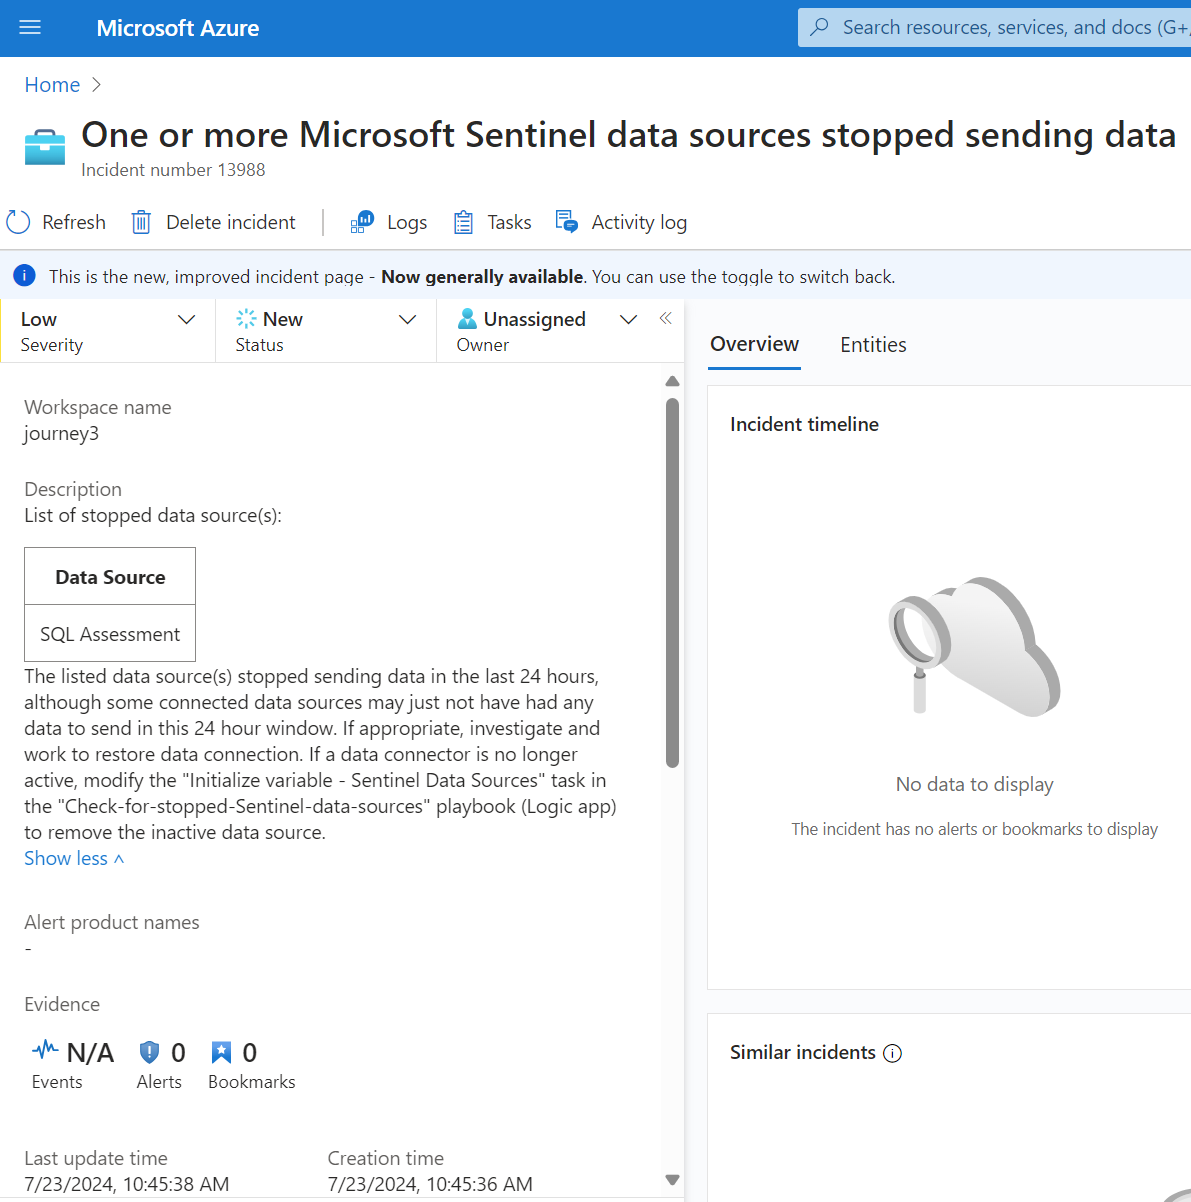 Microsoft Azure
Search resources, services, and docs (G+/
Home
One or more Microsoft Sentinel data sources stopped sending data
Incident number 13988
Refresh
Delete incident
Logs
Tasks
Activity log
This is the new, improved incident page - Now generally available. You can use the toggle to switch back.
Low
Severity
New
Status
Unassigned
Owner
Workspace name
journey3
Description
List of stopped data source(s):
Data Source
SQL Assessment
The listed data source(s) stopped sending data in the last 24 hours,
although some connected data sources may just not have had any
data to send in this 24 hour window. If appropriate, investigate and
work to restore data connection. If a data connector is no longer
active, modify the "Initialize variable - Sentinel Data Sources" task in
the "Check-for-stopped-Sentinel-data-sources" playbook (Logic app)
to remove the inactive data source.
Show less
Alert product names
-
Evidence
N/A
Events
0
Alerts
0
Bookmarks
Last update time
7/23/2024, 10:45:38 AM
Creation time
7/23/2024, 10:45:36 AM
Overview
Entities
Incident timeline
No data to display
The incident has no alerts or bookmarks to display
Similar incidents